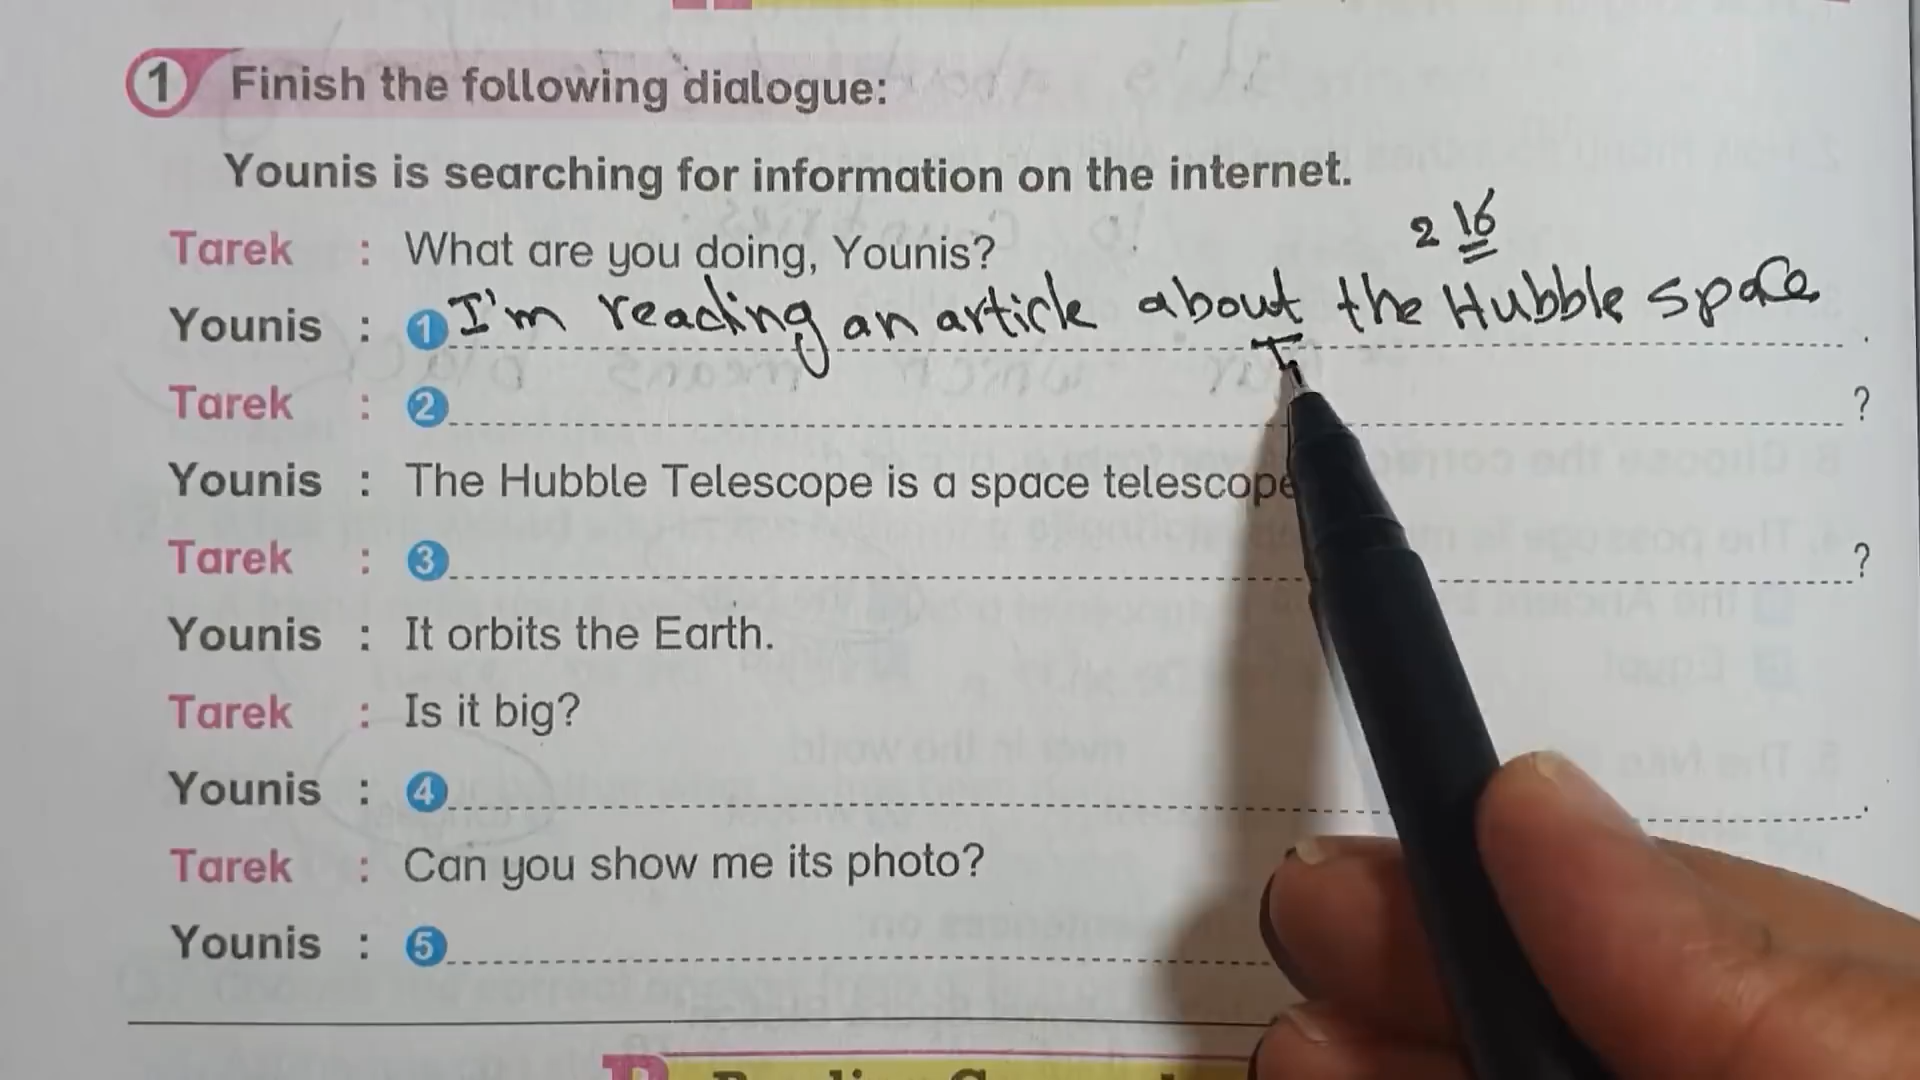 1 Finish the following dialogue:
Younis is searching for information on the internet.
2 16
Tarek : What are you doing, Younis?
Younis : 1 I'm reading an article about the Hubble space .
T
Tarek : 2 ?
Younis : The Hubble Telescope is a space telescope
Tarek : 3 ?
Younis : It orbits the Earth.
Tarek : Is it big?
Younis : 4 .
Tarek : Can you show me its photo?
Younis : 5